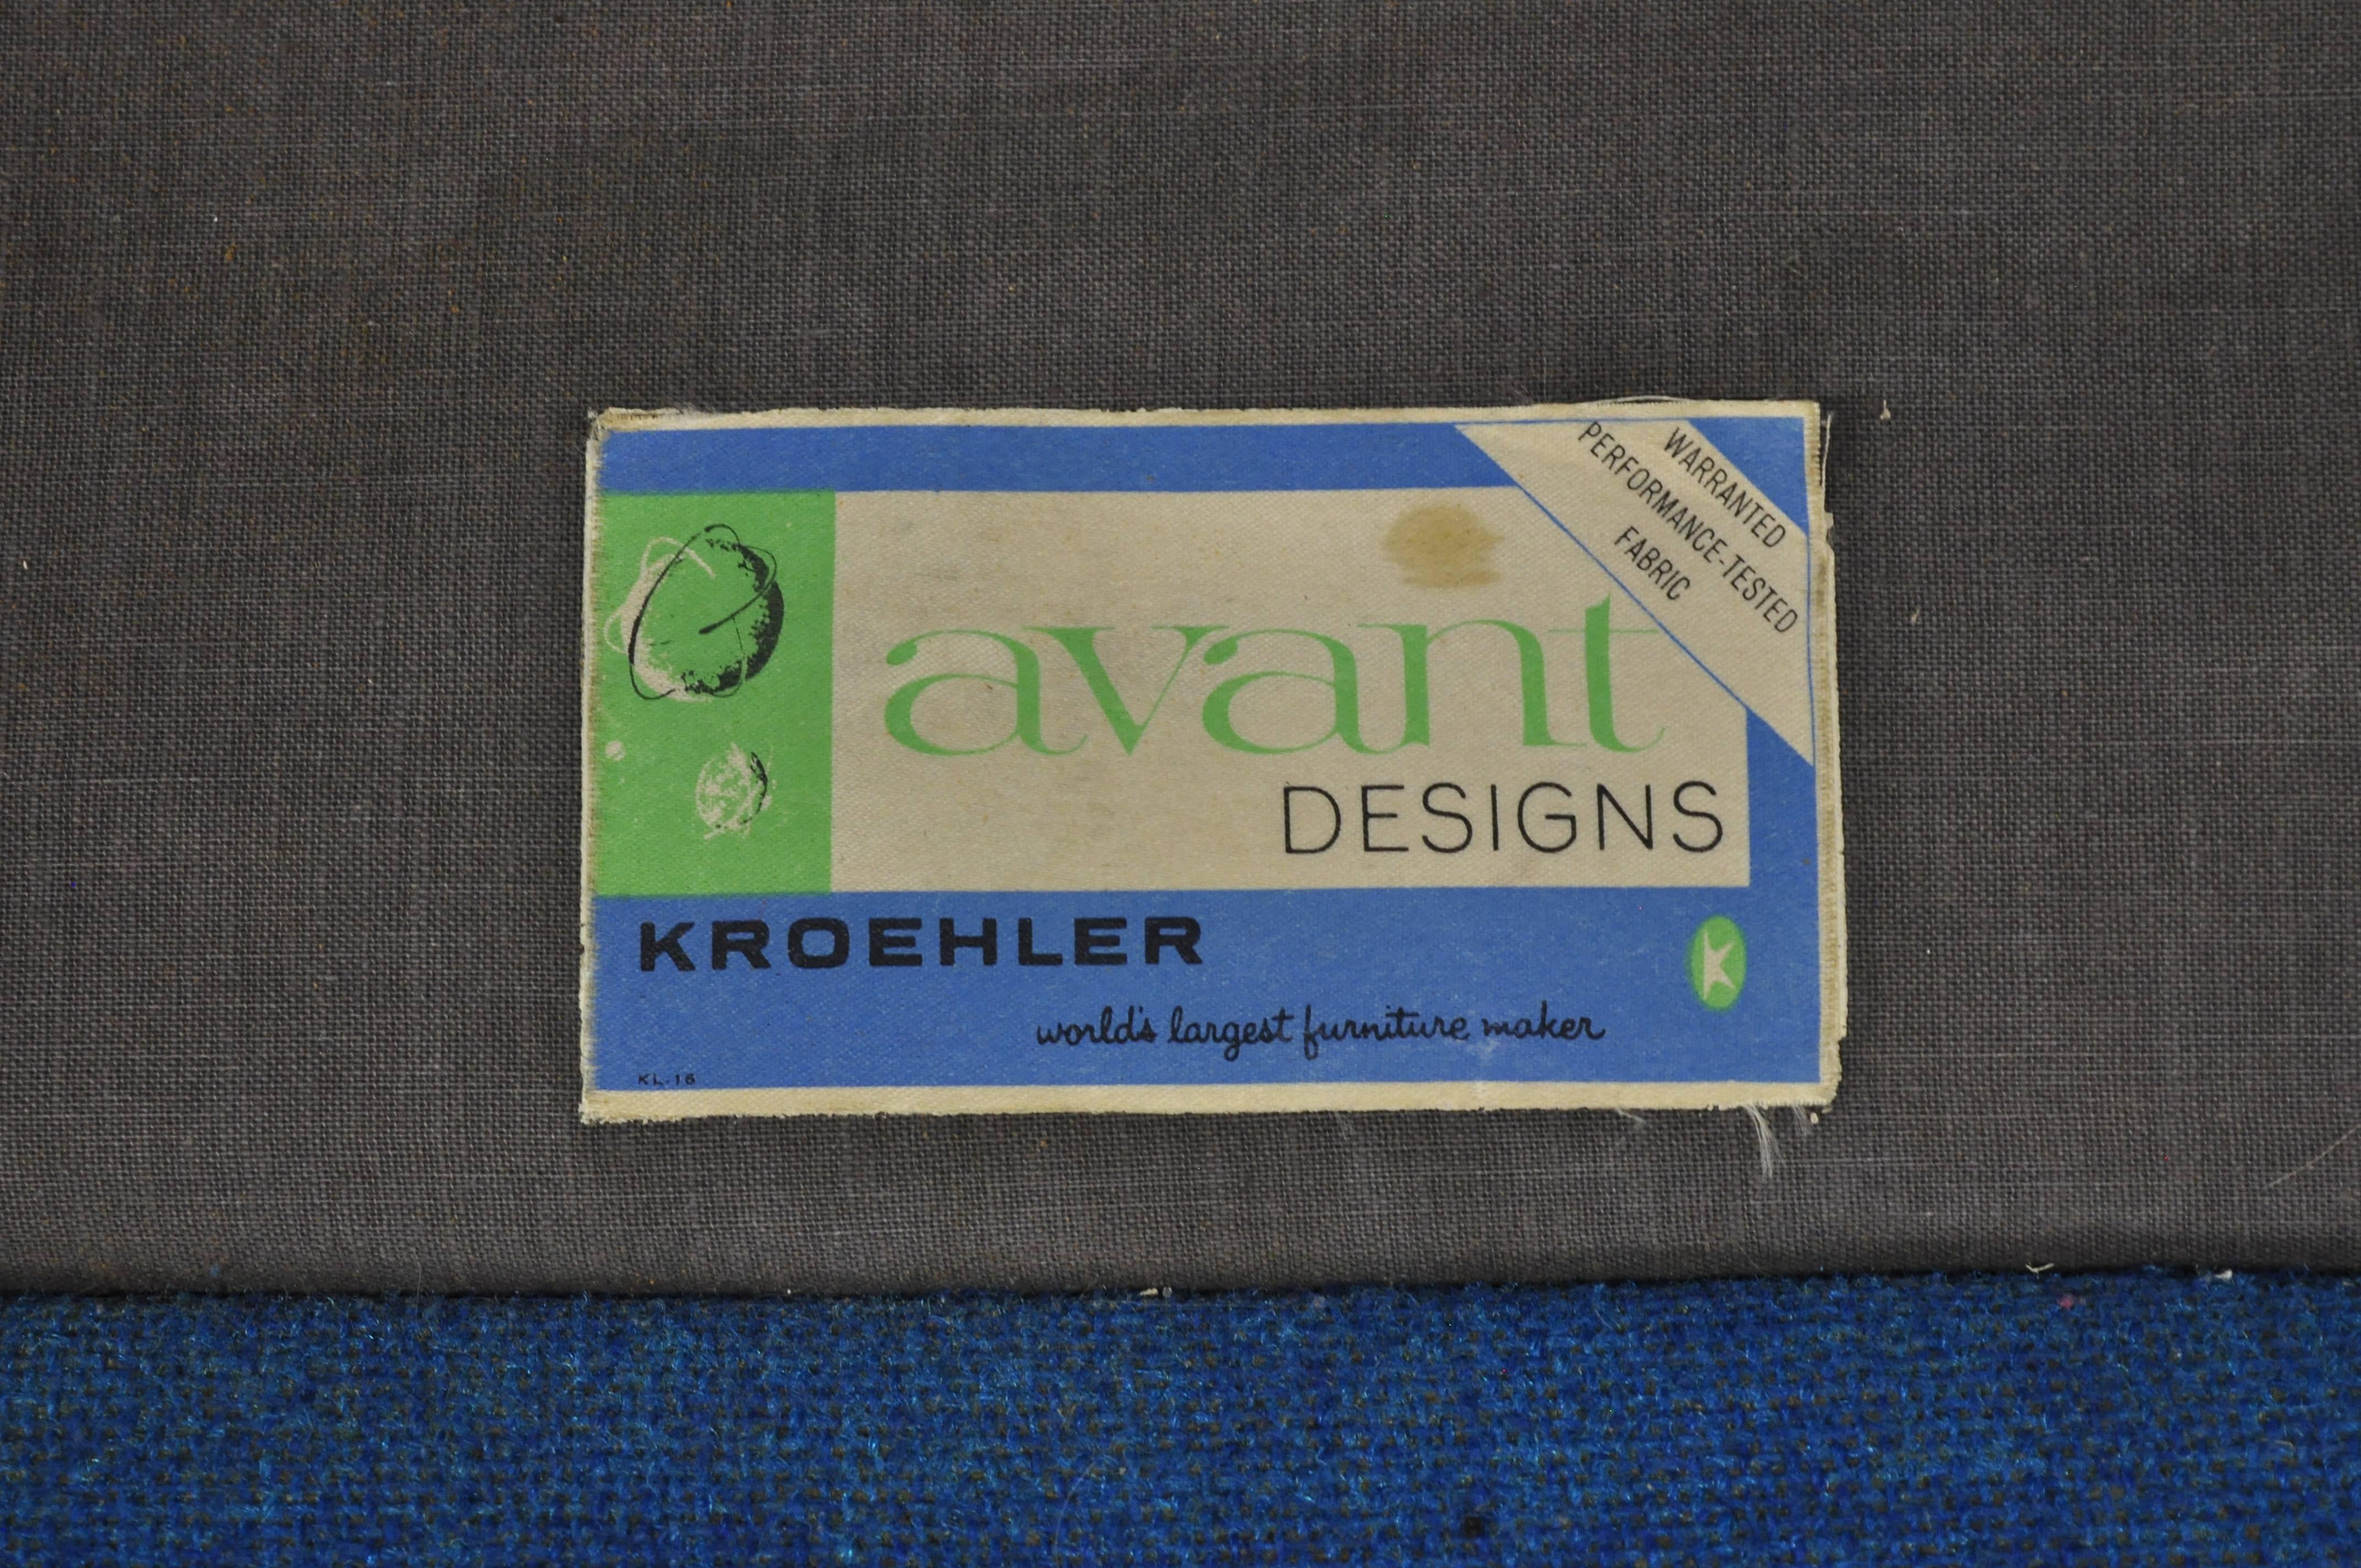 WARRANTED
PERFORMANCE-TESTED
FABRIC
avant
DESIGNS
KROEHLER
K
world's largest furniture maker
KL-16